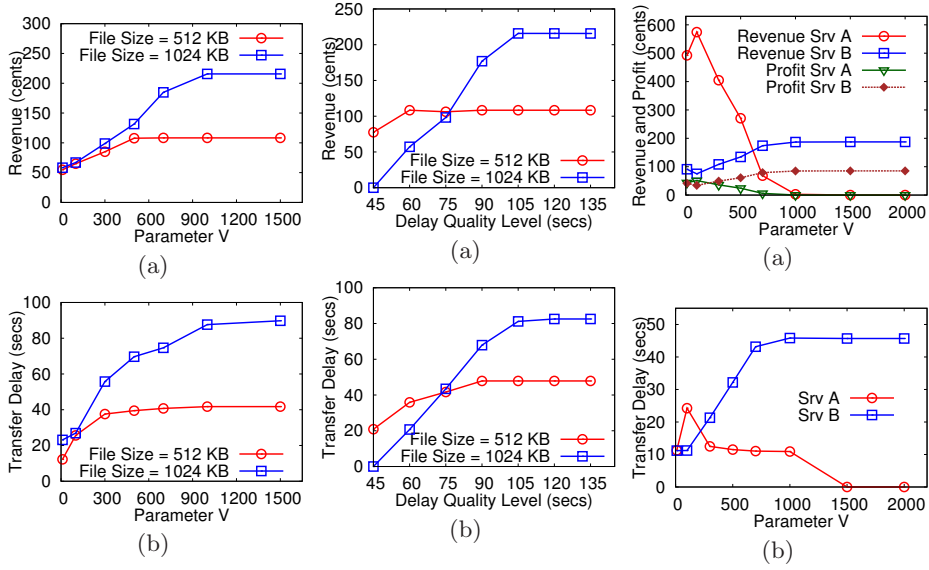 File Size = 512 KB
File Size = 1024 KB
300
250
200
150
100
50
0
Revenue (cents)
0 300 600 900 1200 1500
Parameter V
(a)
File Size = 512 KB
File Size = 1024 KB
250
200
150
100
50
0
Revenue (cents)
45 60 75 90 105 120 135
Delay Quality Level (secs)
(a)
Revenue Srv A
Revenue Srv B
Profit Srv A
Profit Srv B
600
500
400
300
200
100
0
Revenue and Profit (cents)
0 500 1000 1500 2000
Parameter V
(a)
100
80
60
40
20
0
Transfer Delay (secs)
File Size = 512 KB
File Size = 1024 KB
0 300 600 900 1200 1500
Parameter V
(b)
100
80
60
40
20
0
Transfer Delay (secs)
File Size = 512 KB
File Size = 1024 KB
45 60 75 90 105 120 135
Delay Quality Level (secs)
(b)
50
40
30
20
10
0
Transfer Delay (secs)
Srv A
Srv B
0 500 1000 1500 2000
Parameter V
(b)